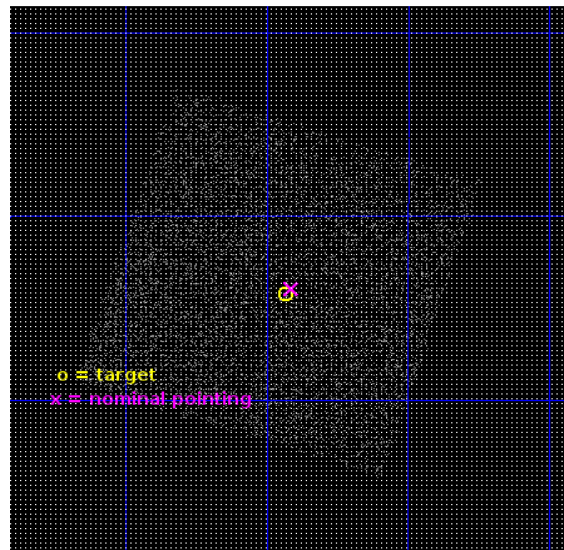 o = target
x = nominal pointing